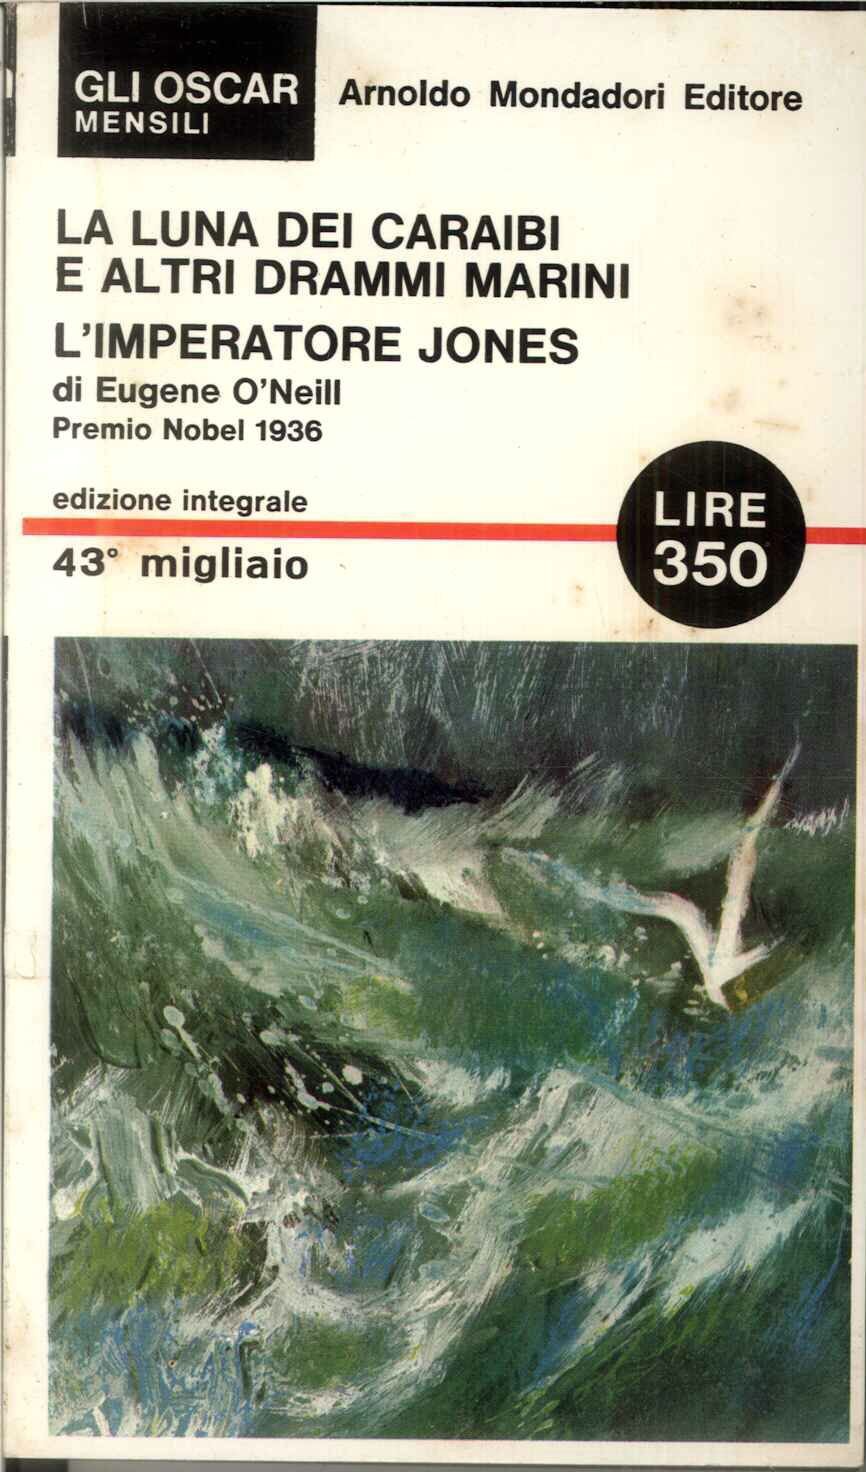 GLI OSCAR
MENSILI
Arnoldo Mondadori Editore
LA LUNA DEI CARAIBI
E ALTRI DRAMMI MARINI
L'IMPERATORE JONES
di Eugene O'Neill
Premio Nobel 1936
edizione integrale
43° migliaio
LIRE
350